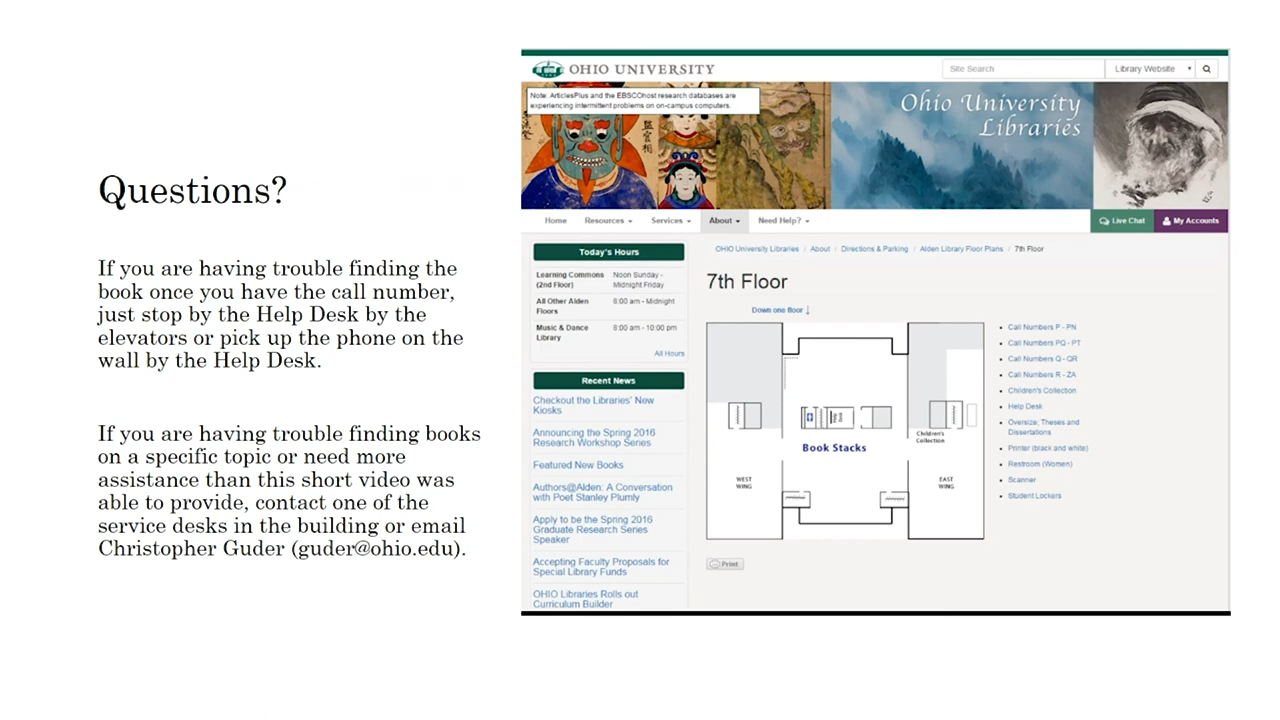 Questions?
If you are having trouble finding the
book once you have the call number,
just stop by the Help Desk by the
elevators or pick up the phone on the
wall by the Help Desk.
If you are having trouble finding books
on a specific topic or need more
assistance than this short video was
able to provide, contact one of the
service desks in the building or email
Christopher Guder (guder@ohio.edu).
OHIO UNIVERSITY
Site Search
Library Website
Note: ArticlesPlus and the EBSCOhost research databases are
experiencing intermittent problems on on-campus computers.
監官相
Ohio University
Libraries
Home Resources Services About Need Help?
Live Chat My Accounts
Today's Hours
Learning Commons (2nd Floor) Noon Sunday - Midnight Friday
All Other Alden Floors 8:00 am - Midnight
Music & Dance Library 8:00 am - 10:00 pm
All Hours
Recent News
Checkout the Libraries' New
Kiosks
Announcing the Spring 2016
Research Workshop Series
Featured New Books
Authors@Alden: A Conversation
with Poet Stanley Plumly
Apply to be the Spring 2016
Graduate Research Series
Speaker
Accepting Faculty Proposals for
Special Library Funds
OHIO Libraries Rolls out
Curriculum Builder
OHIO University Libraries / About / Directions & Parking / Alden Library Floor Plans / 7th Floor
7th Floor
Down one floor ↓
Help Desk
Book Stacks
Children's
Collection
WEST
WING
EAST
WING
Print
Call Numbers P - PN
Call Numbers PQ - PT
Call Numbers Q - QR
Call Numbers R - ZA
Children's Collection
Help Desk
Oversize; Theses and
Dissertations
Printer (black and white)
Restroom (Women)
Scanner
Student Lockers